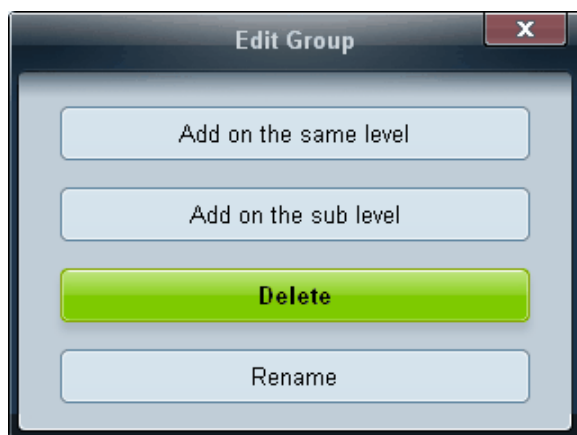 Edit Group
x
Add on the same level
Add on the sub level
Delete
Rename